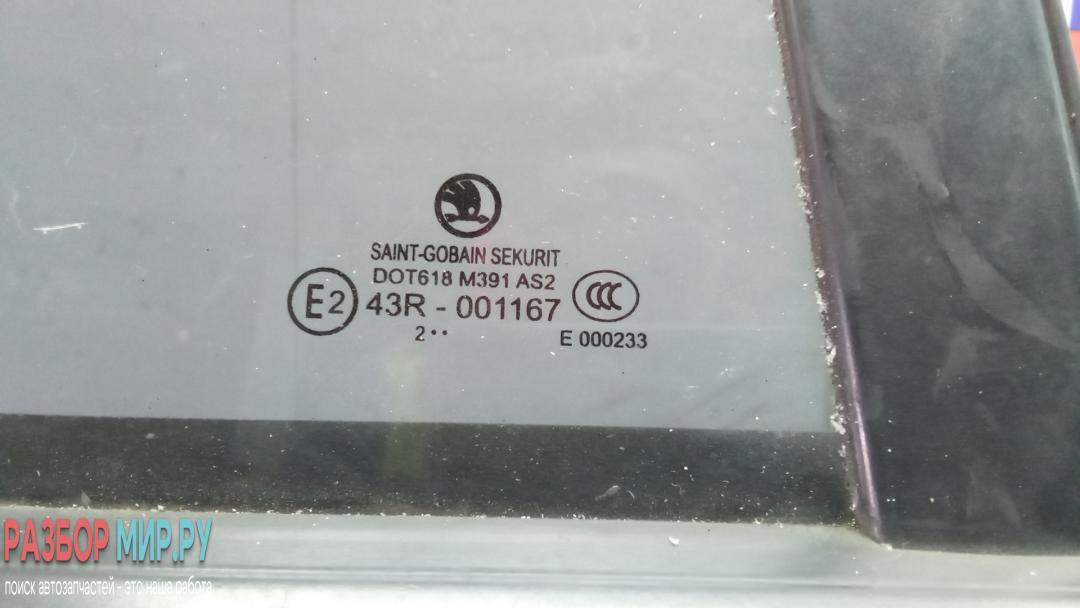 SAINT-GOBAIN SEKURIT
DOT618 M391 AS2
E2 43R - 001167 CCC
2••
E 000233
РАЗБОР МИР.РУ
поиск автозапчастей - это наша работа